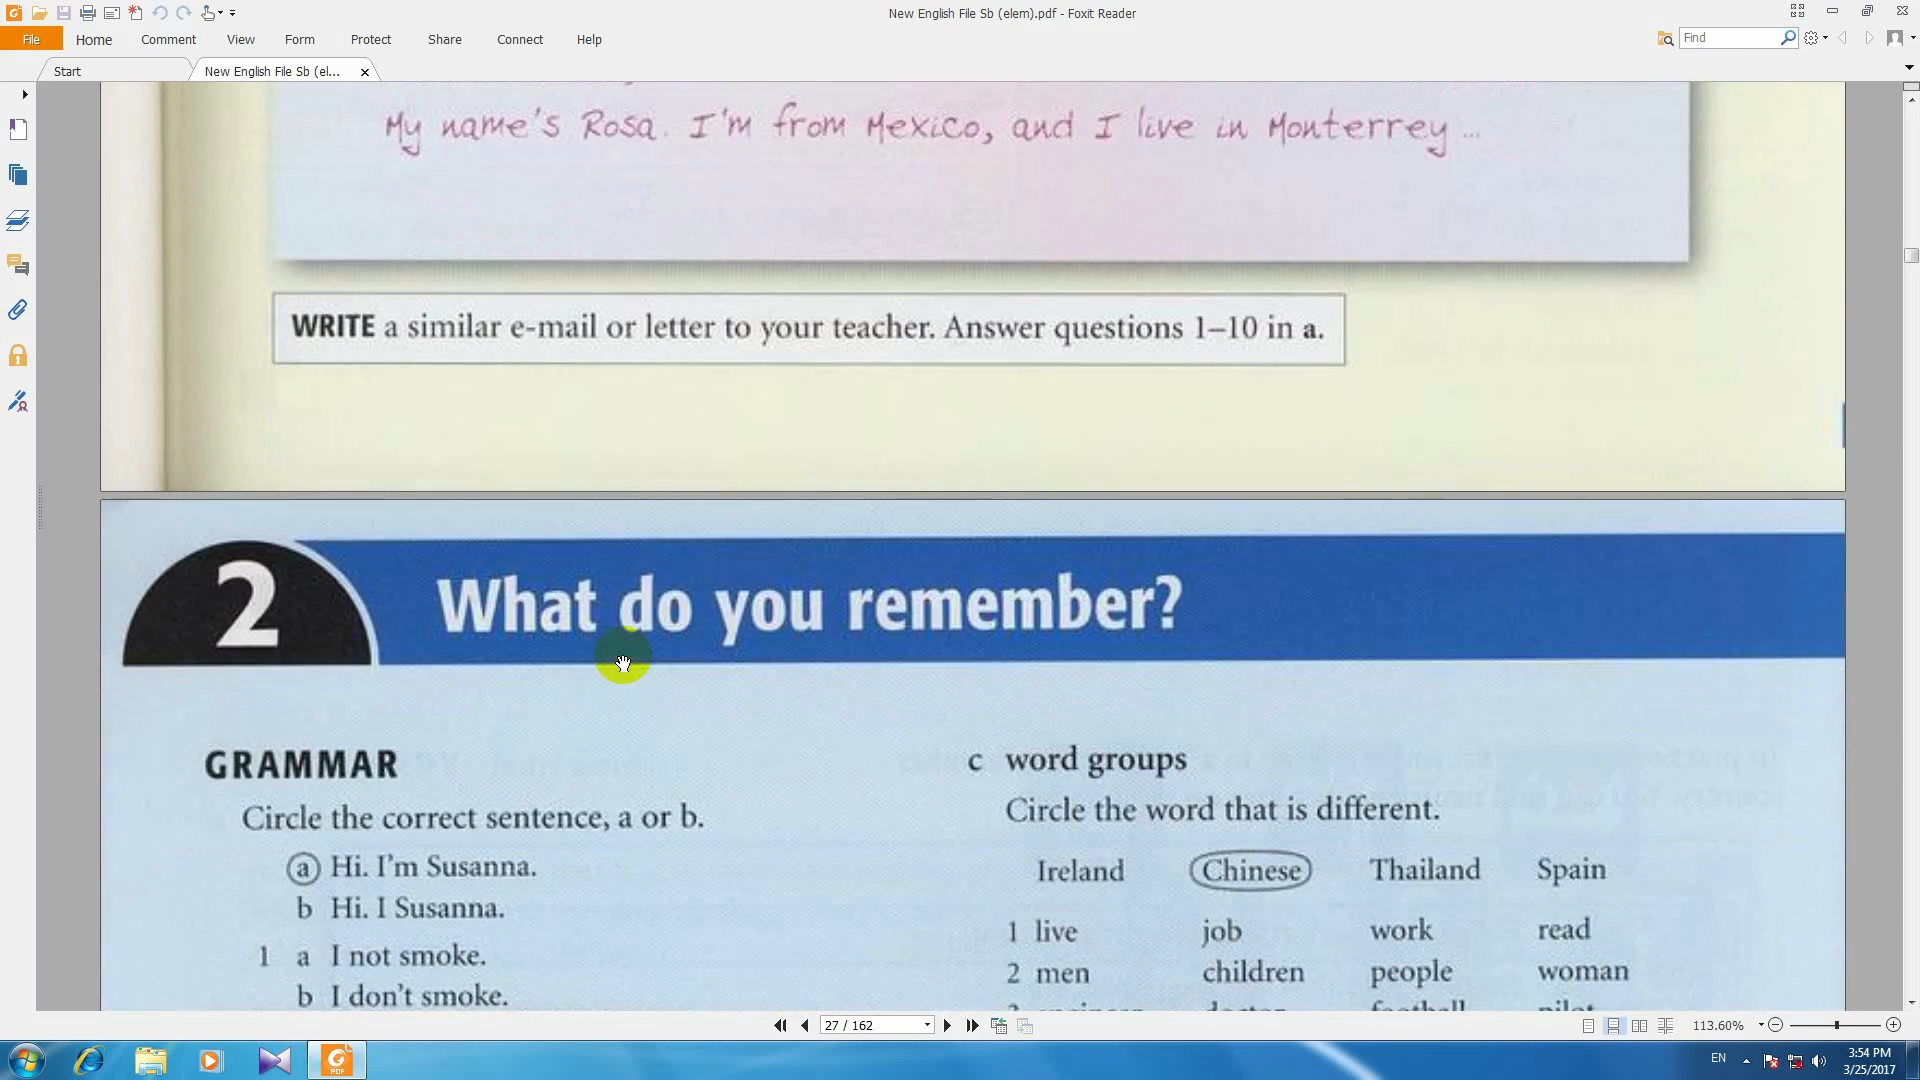 New English File Sb (elem).pdf - Foxit Reader
File Home Comment View Form Protect Share Connect Help
Find
Start
New English File Sb (el...
My name's Rosa. I'm from Mexico, and I live in Monterrey ...
WRITE a similar e-mail or letter to your teacher. Answer questions 1–10 in a.
2 What do you remember?
GRAMMAR
Circle the correct sentence, a or b.
a Hi. I'm Susanna.
b Hi. I Susanna.
1 a I not smoke.
b I don't smoke.
c word groups
Circle the word that is different.
Ireland Chinese Thailand Spain
1 live job work read
2 men children people woman
27 / 162
113.60%
EN
3:54 PM
3/25/2017